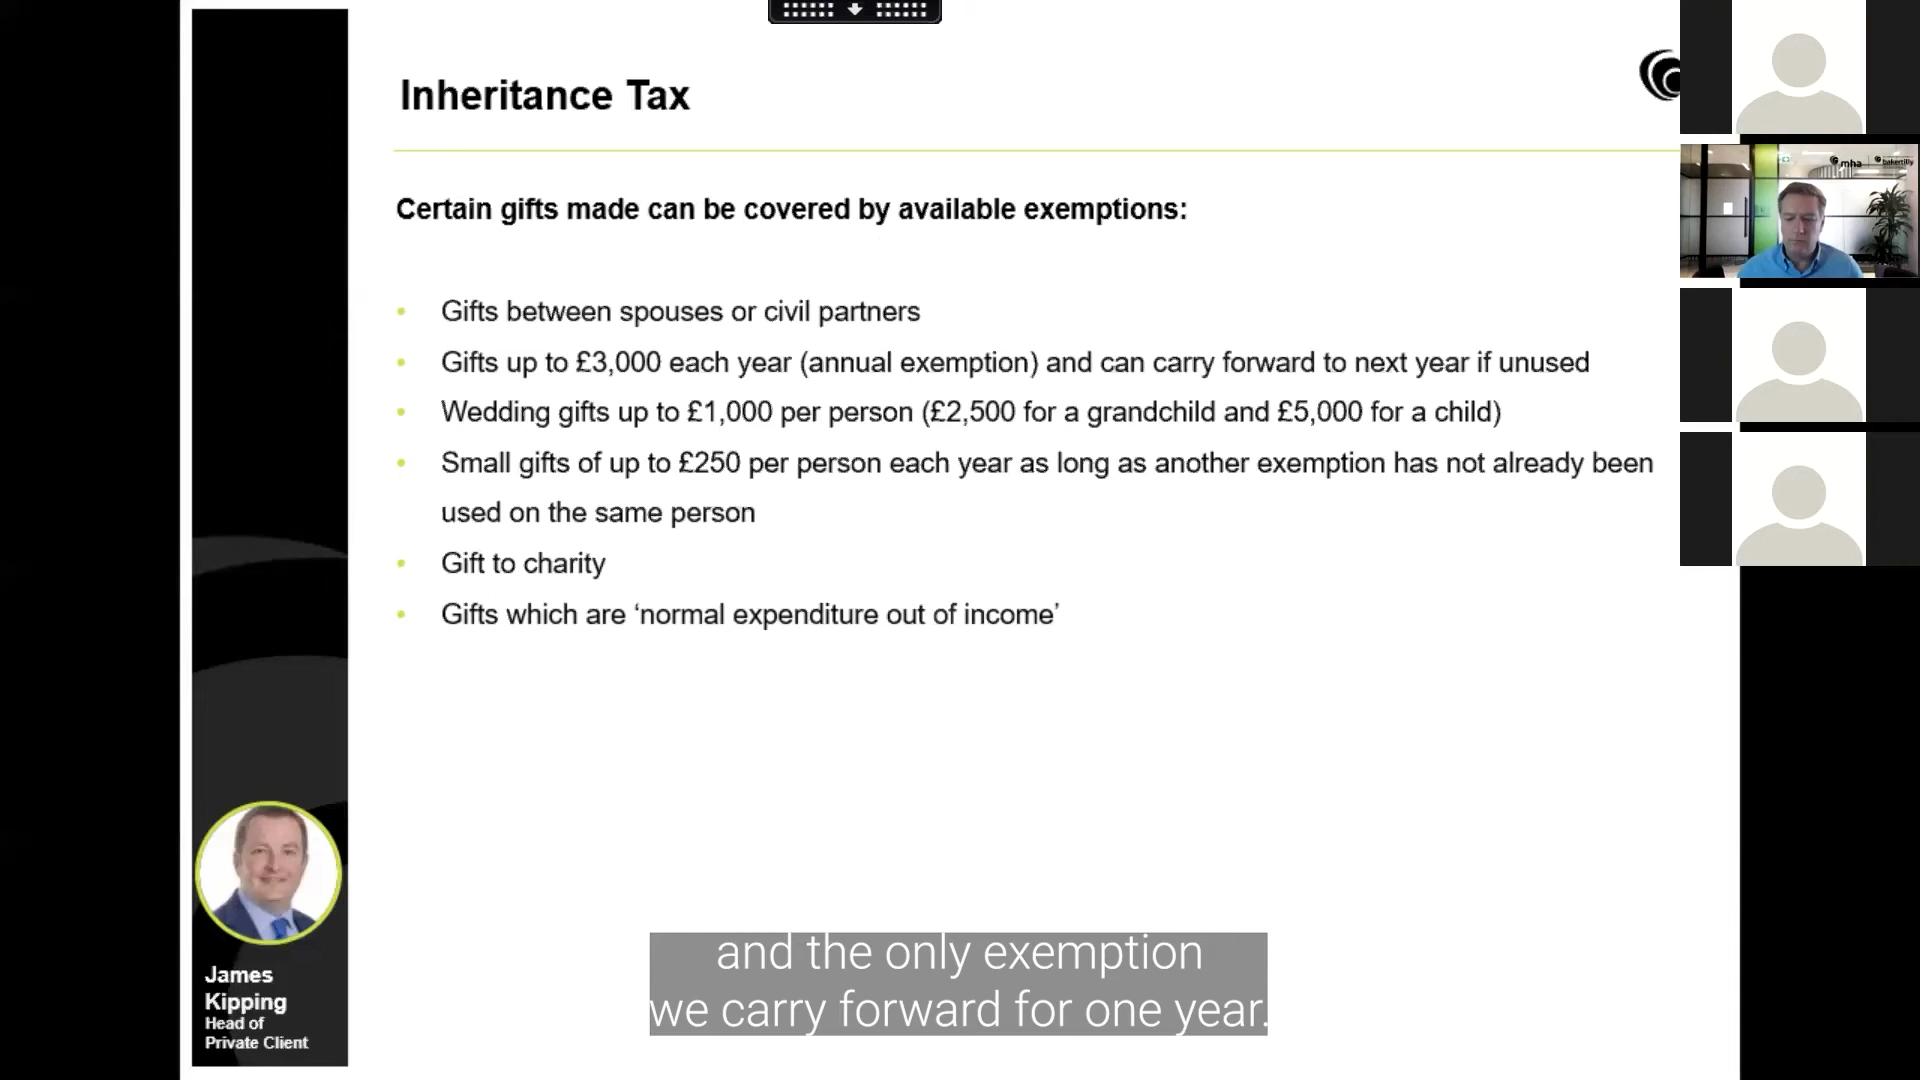 Inheritance Tax
mha
bakertilly
Certain gifts made can be covered by available exemptions:
• Gifts between spouses or civil partners
• Gifts up to £3,000 each year (annual exemption) and can carry forward to next year if unused
• Wedding gifts up to £1,000 per person (£2,500 for a grandchild and £5,000 for a child)
• Small gifts of up to £250 per person each year as long as another exemption has not already been
used on the same person
• Gift to charity
• Gifts which are ‘normal expenditure out of income’
James
Kipping
Head of
Private Client
and the only exemption
we carry forward for one year.